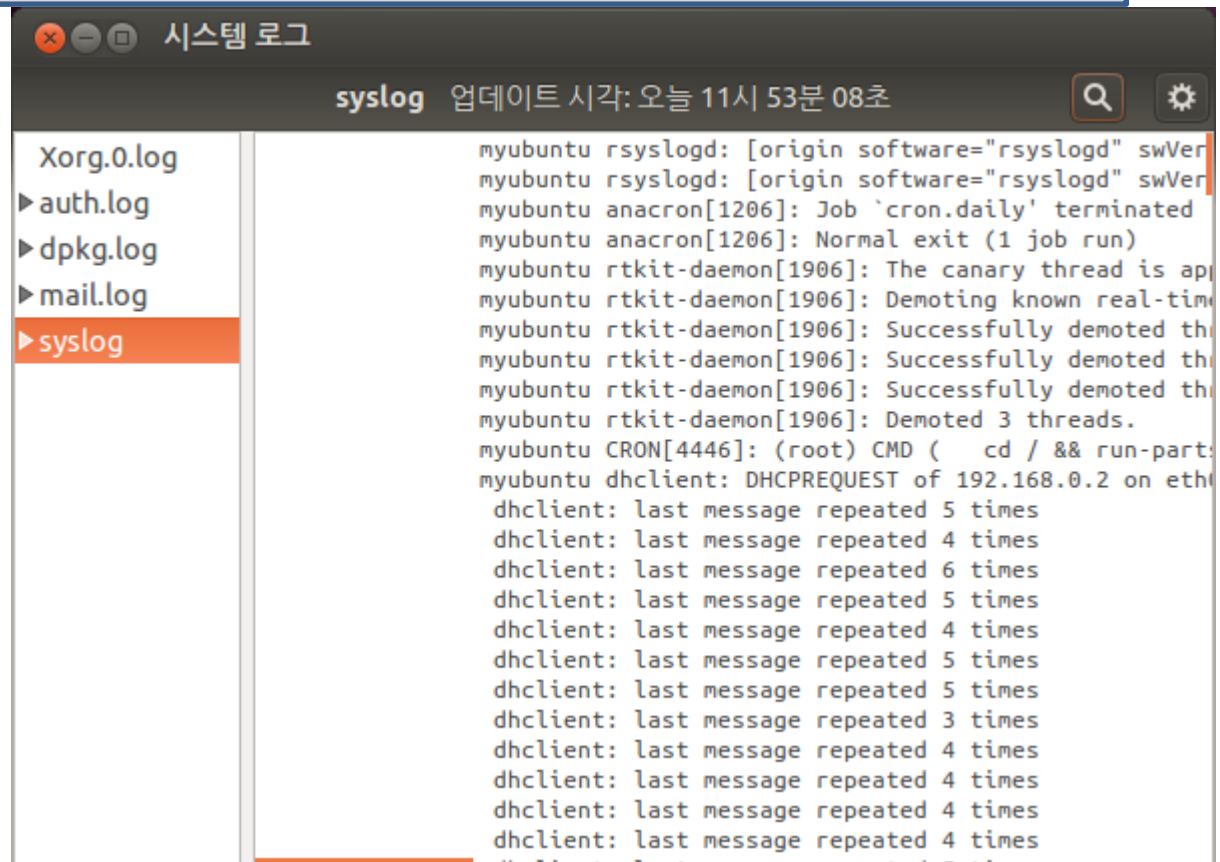 시스템 로그
syslog 업데이트 시각: 오늘 11시 53분 08초
Xorg.0.log
auth.log
dpkg.log
mail.log
syslog
myubuntu rsyslogd: [origin software="rsyslogd" swVer
myubuntu rsyslogd: [origin software="rsyslogd" swVer
myubuntu anacron[1206]: Job `cron.daily' terminated
myubuntu anacron[1206]: Normal exit (1 job run)
myubuntu rtkit-daemon[1906]: The canary thread is
myubuntu rtkit-daemon[1906]: Demoting known real-time
myubuntu rtkit-daemon[1906]: Successfully demoted
myubuntu rtkit-daemon[1906]: Successfully demoted
myubuntu rtkit-daemon[1906]: Successfully demoted
myubuntu rtkit-daemon[1906]: Demoted 3 threads.
myubuntu CRON[4446]: (root) CMD (   cd / && run-parts
myubuntu dhclient: DHCPREQUEST of 192.168.0.2 on eth0
dhclient: last message repeated 5 times
dhclient: last message repeated 4 times
dhclient: last message repeated 6 times
dhclient: last message repeated 5 times
dhclient: last message repeated 4 times
dhclient: last message repeated 5 times
dhclient: last message repeated 5 times
dhclient: last message repeated 3 times
dhclient: last message repeated 4 times
dhclient: last message repeated 4 times
dhclient: last message repeated 4 times
dhclient: last message repeated 4 times